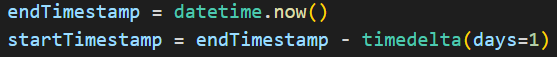 endTimestamp = datetime.now()
startTimestamp = endTimestamp - timedelta(days=1)